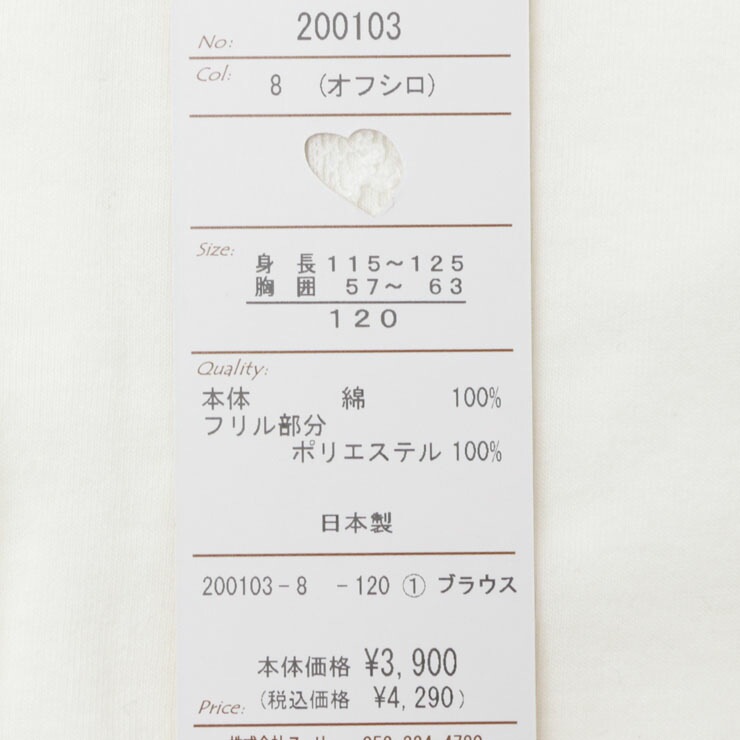 No: 200103
Col: 8 (オフシロ)
Size:
身 長 115～125
胸 囲 57～ 63
120
Quality:
本体 綿 100%
フリル部分
ポリエステル 100%
日本製
200103-8 -120 ① ブラウス
本体価格 ¥3,900
Price: (税込価格 ¥4,290)